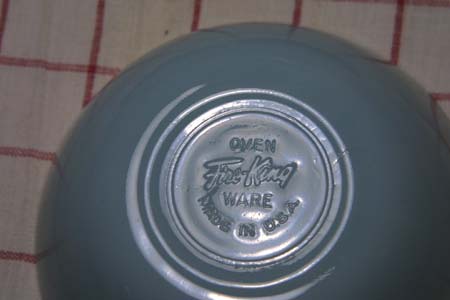 OVEN
Fire-King
WARE
MADE IN U.S.A.